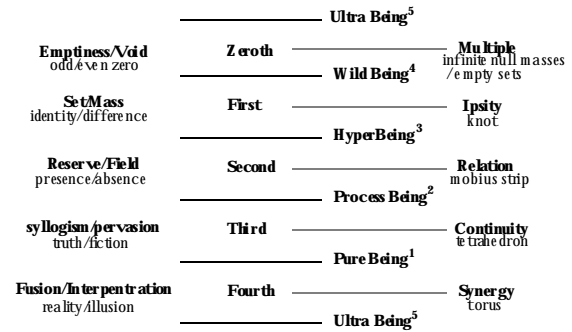 Ultra Being5
Emptiness/Void Zeroth Multiple
odd/even zero infinite null masses
Wild Being4 /empty sets
Set/Mass First Ipsity
identity/difference knot
HyperBeing3
Reserve/Field Second Relation
presence/absence mobius strip
Process Being2
syllogism/pervasion Third Continuity
truth/fiction tetrahedron
Pure Being1
Fusion/Interpentration Fourth Synergy
reality/illusion torus
Ultra Being5